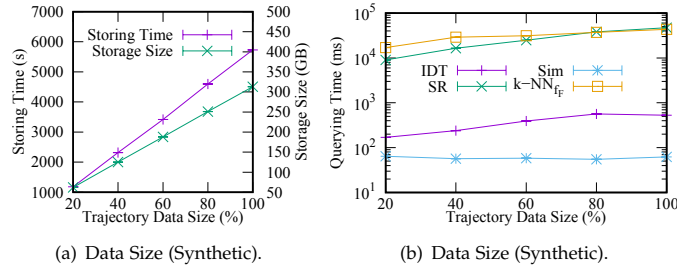 7000
6000
5000
4000
3000
2000
1000
Storing Time (s)
Storing Time
Storage Size
500
450
400
350
300
250
200
150
100
50
Storage Size (GB)
20 40 60 80 100
Trajectory Data Size (%)
(a) Data Size (Synthetic).
10^5
10^4
10^3
10^2
10^1
Querying Time (ms)
IDT Sim
SR k−NN_{f_F}
20 40 60 80 100
Trajectory Data Size (%)
(b) Data Size (Synthetic).